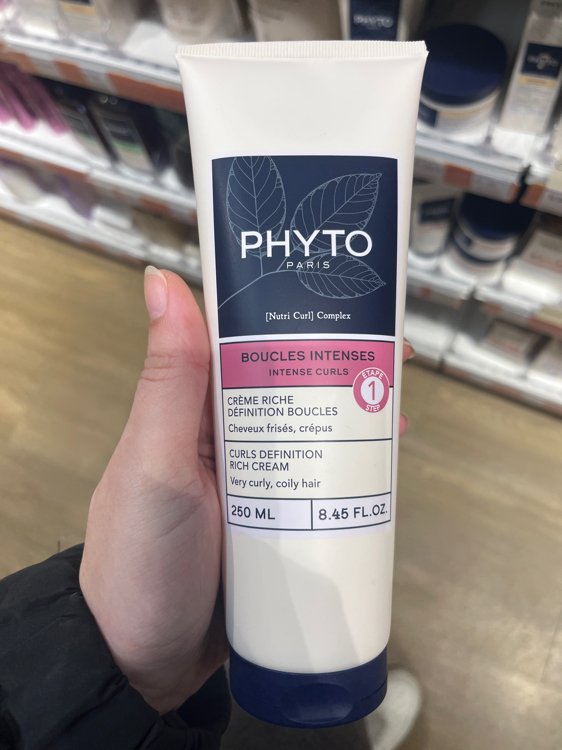 PHYTO
PHYTO
PARIS
[Nutri Curl] Complex
BOUCLES INTENSES
INTENSE CURLS
ÉTAPE
1
STEP
CRÈME RICHE
DÉFINITION BOUCLES
Cheveux frisés, crépus
CURLS DEFINITION
RICH CREAM
Very curly, coily hair
250 ML
8.45 FL.OZ.